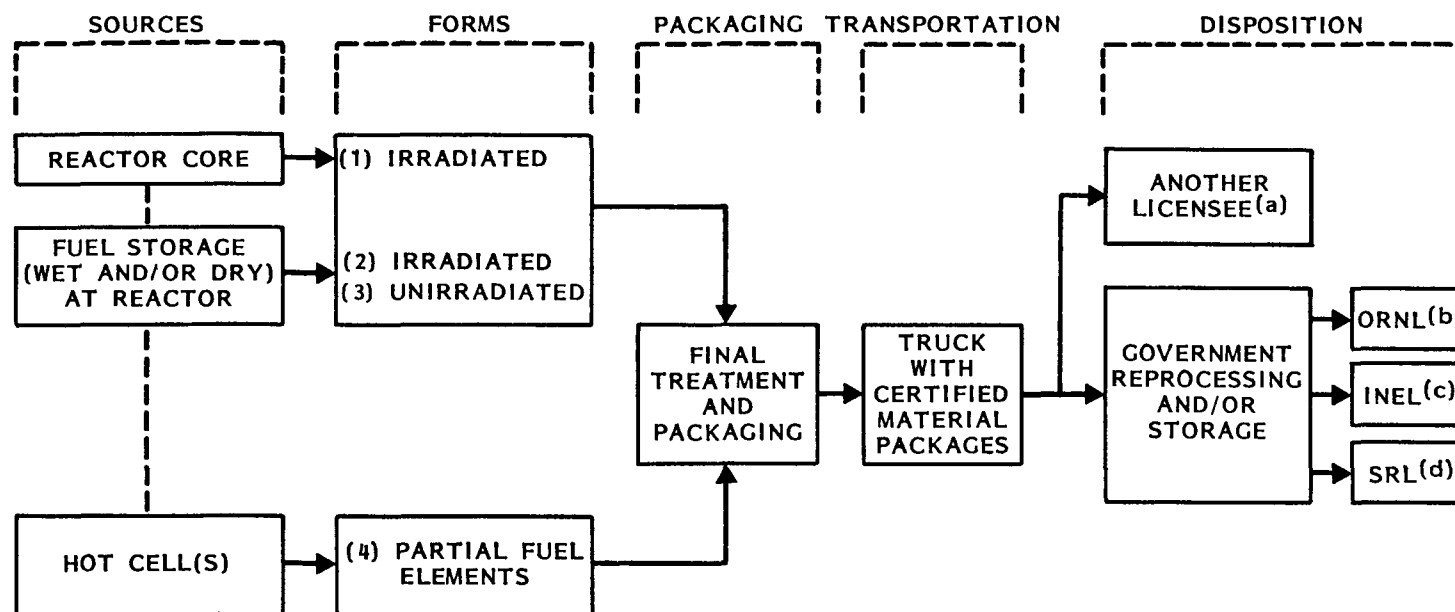 SOURCES
FORMS
PACKAGING
TRANSPORTATION
DISPOSITION
REACTOR CORE
FUEL STORAGE
(WET AND/OR DRY)
AT REACTOR
HOT CELL(S)
(1) IRRADIATED
(2) IRRADIATED
(3) UNIRRADIATED
(4) PARTIAL FUEL
ELEMENTS
FINAL
TREATMENT
AND
PACKAGING
TRUCK
WITH
CERTIFIED
MATERIAL
PACKAGES
ANOTHER
LICENSEE(a)
GOVERNMENT
REPROCESSING
AND/OR
STORAGE
ORNL(b
INEL(c)
SRL(d)